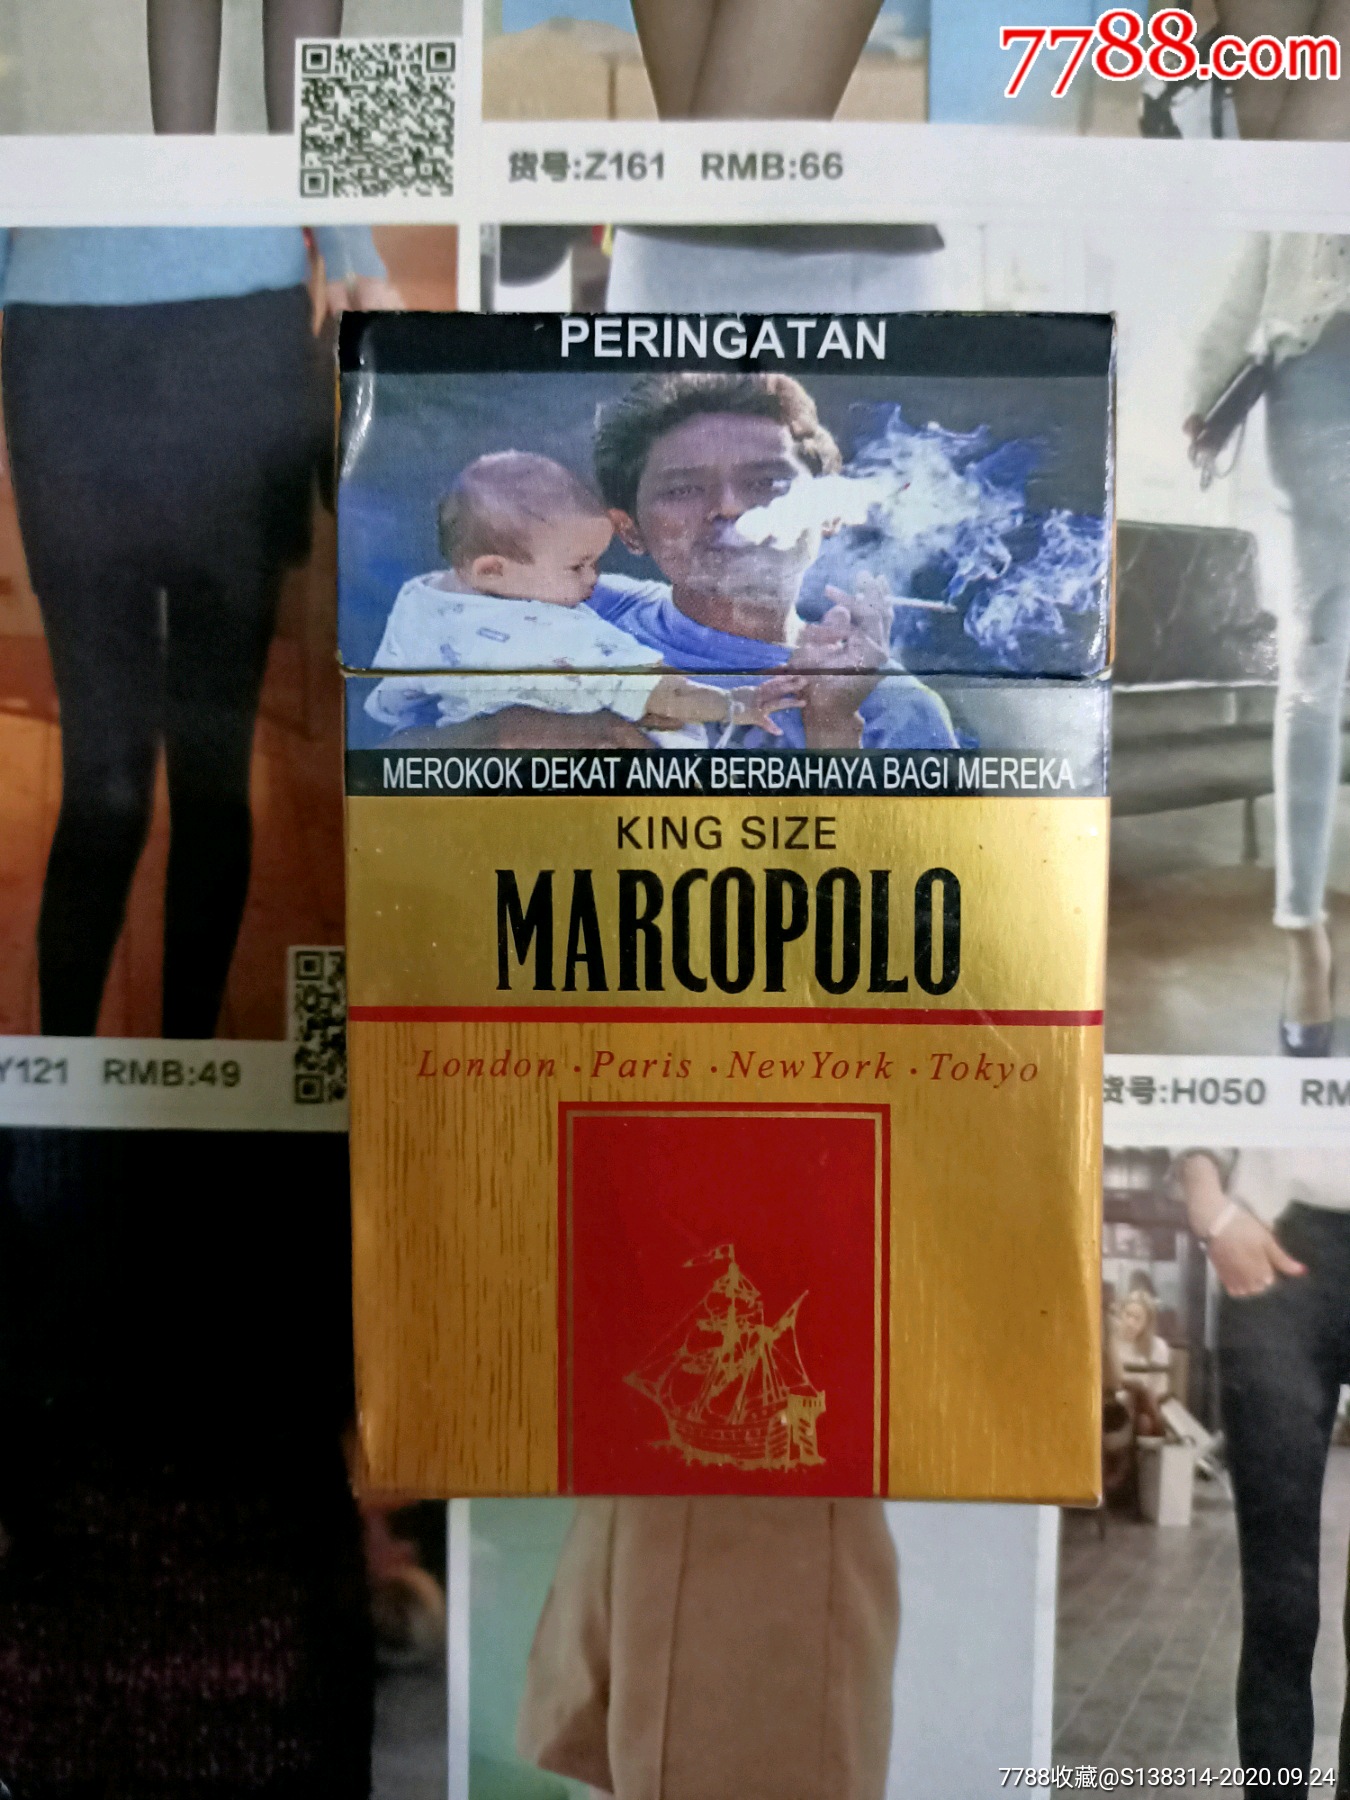 7788.com
货号:Z161 RMB:66
PERINGATAN
MEROKOK DEKAT ANAK BERBAHAYA BAGI MEREKA
KING SIZE
MARCOPOLO
London · Paris · NewYork · Tokyo
Y121 RMB:49
货号:H050 RM
7788收藏@S138314-2020.09.24